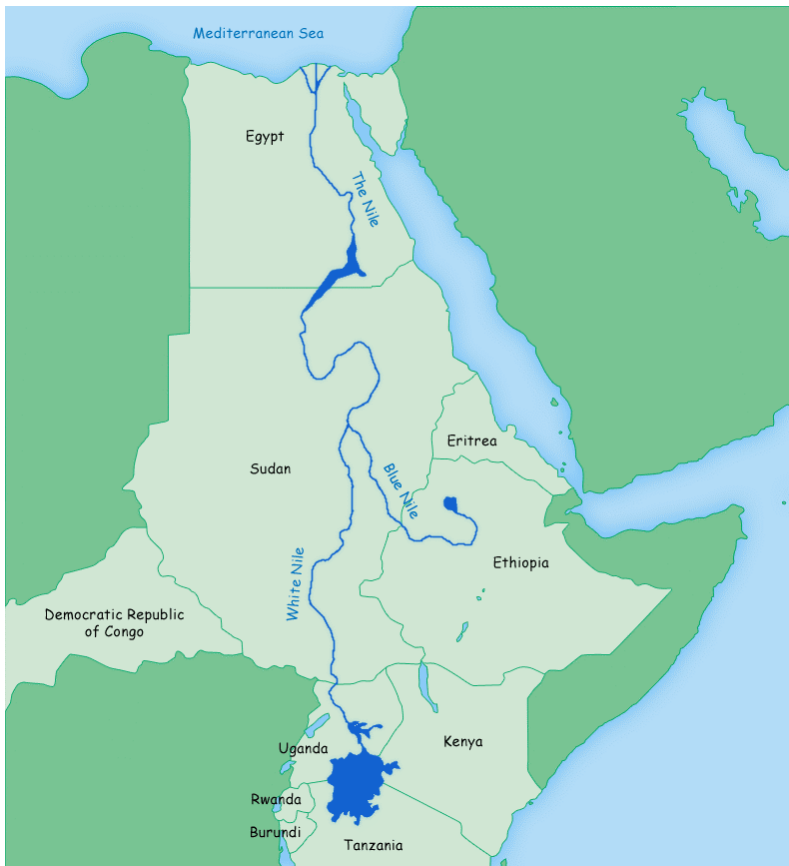 Mediterranean Sea
Egypt
The Nile
Eritrea
Sudan
Blue Nile
Ethiopia
White Nile
Democratic Republic
of Congo
Kenya
Uganda
Rwanda
Burundi
Tanzania